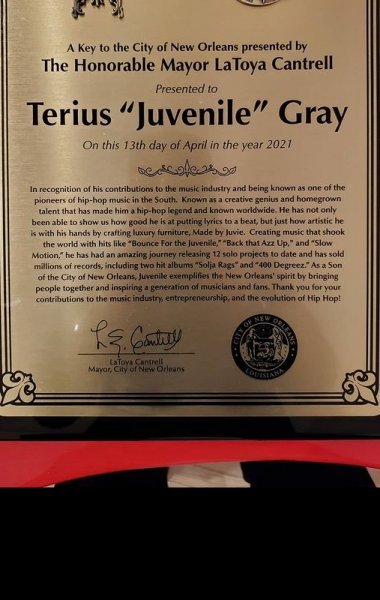 A Key to the City of New Orleans presented by
The Honorable Mayor LaToya Cantrell
Presented to
Terius "Juvenile" Gray
On this 13th day of April in the year 2021
In recognition of his contributions to the music industry and being known as one of the
pioneers of hip-hop music in the South. Known as a creative genius and homegrown
talent that has made him a hip-hop legend and known worldwide. He has not only
been able to show us how good he is at putting lyrics to a beat, but just how artistic he
is with his hands by crafting luxury furniture, Made by Juvie. Creating music that shook
the world with hits like "Bounce For the Juvenile," "Back that Azz Up," and "Slow
Motion," he has had an amazing journey releasing 12 solo projects to date and has sold
millions of records, including two hit albums "Solja Rags" and "400 Degreez." As a Son
of the City of New Orleans, Juvenile exemplifies the New Orleans' spirit by bringing
people together and inspiring a generation of musicians and fans. Thank you for your
contributions to the music industry, entrepreneurship, and the evolution of Hip Hop!
L.E. Cantrell
LaToya Cantrell
Mayor, City of New Orleans
CITY OF NEW ORLEANS
LOUISIANA